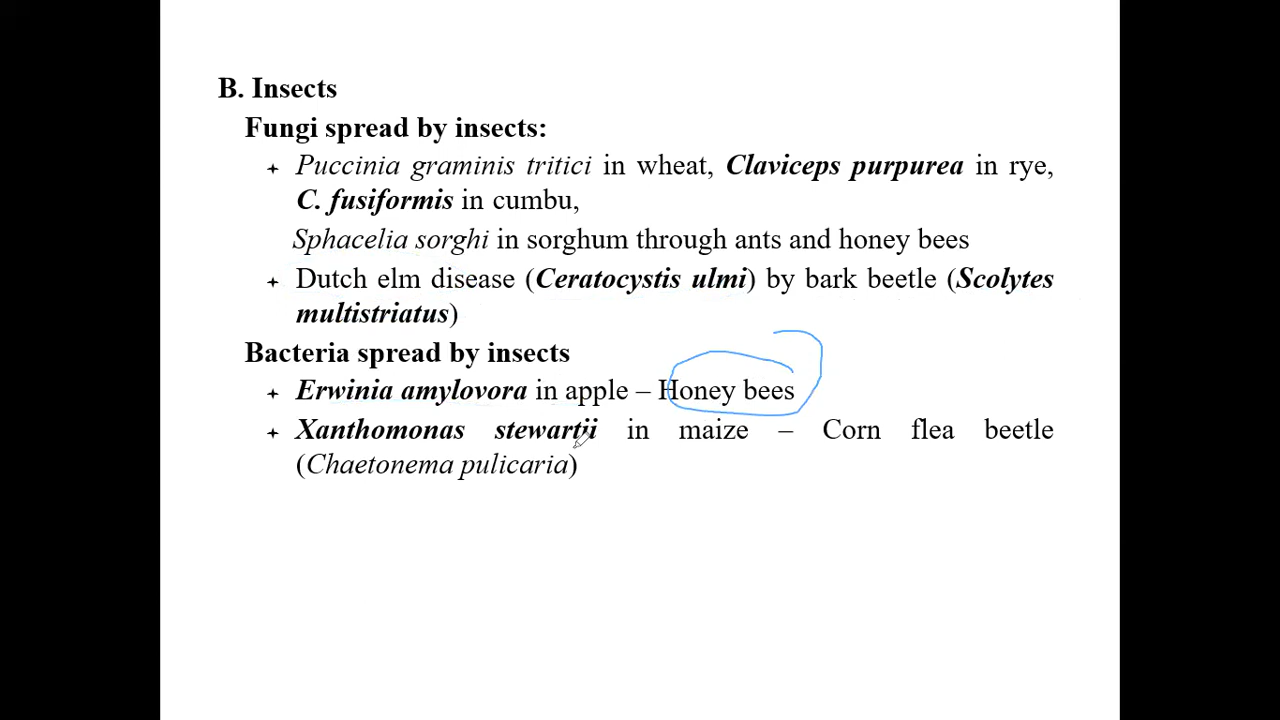 B. Insects
Fungi spread by insects:
Puccinia graminis tritici in wheat, Claviceps purpurea in rye,
C. fusiformis in cumbu,
Sphacelia sorghi in sorghum through ants and honey bees
Dutch elm disease (Ceratocystis ulmi) by bark beetle (Scolytes
multistriatus)
Bacteria spread by insects
Erwinia amylovora in apple – Honey bees
Xanthomonas stewartii in maize – Corn flea beetle
(Chaetonema pulicaria)